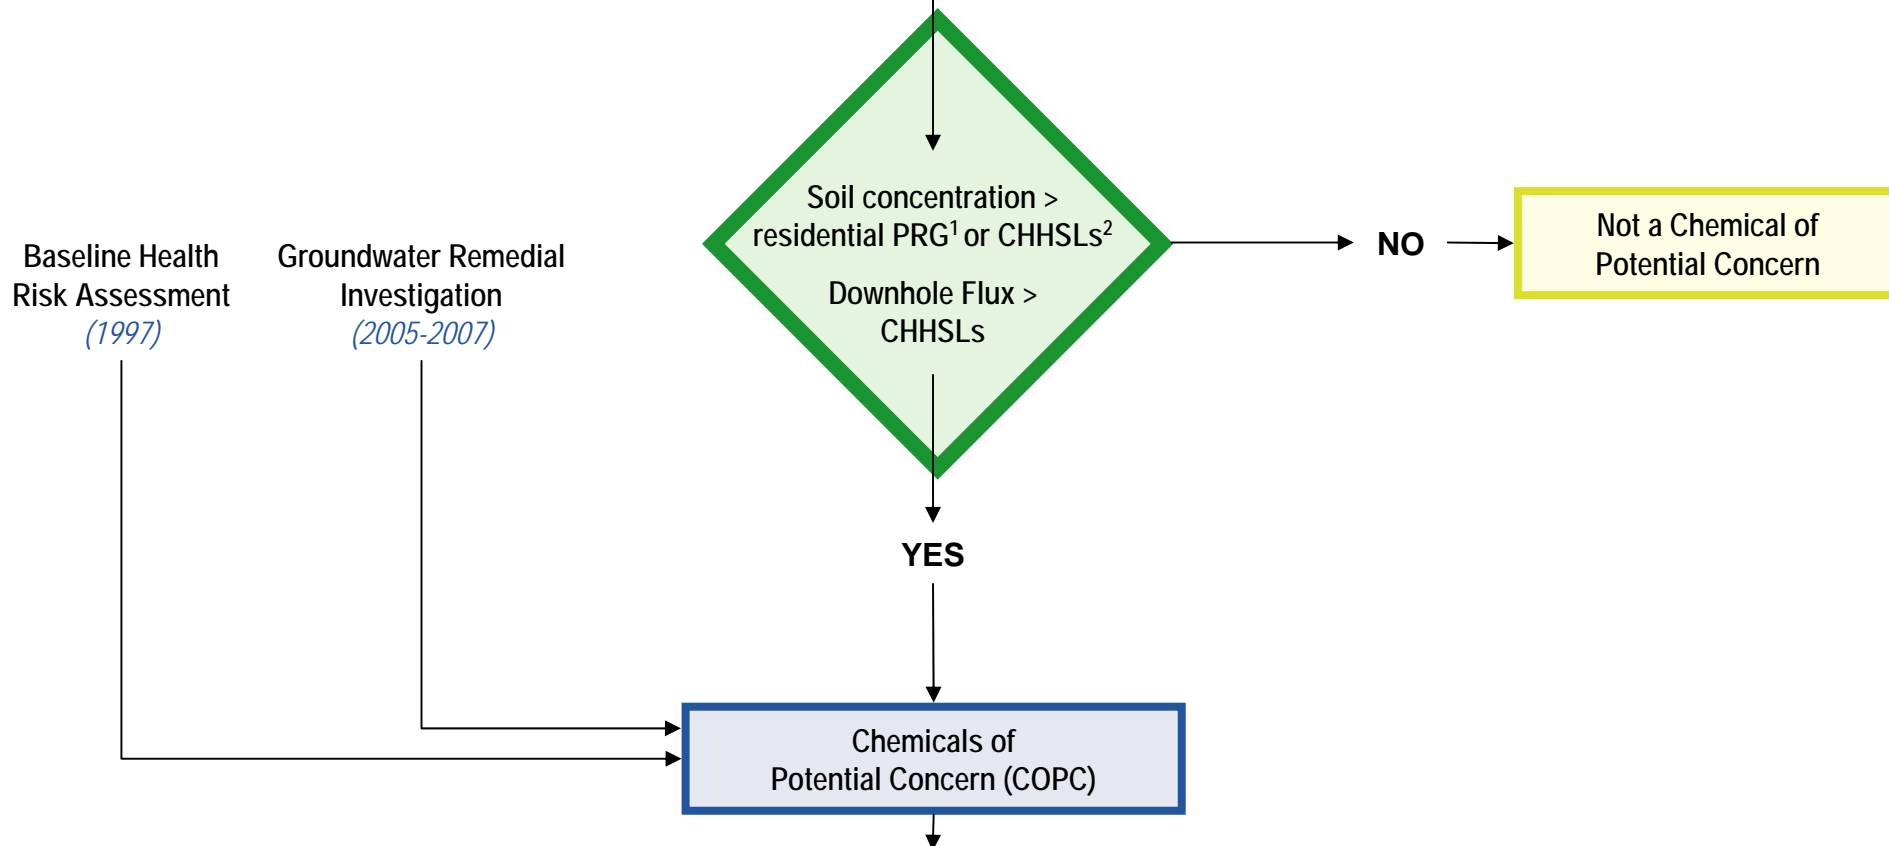 Soil concentration >
residential PRG¹ or CHHSLs²
Downhole Flux >
CHHSLs
NO
Not a Chemical of
Potential Concern
Baseline Health
Risk Assessment
(1997)
Groundwater Remedial
Investigation
(2005-2007)
YES
Chemicals of
Potential Concern (COPC)